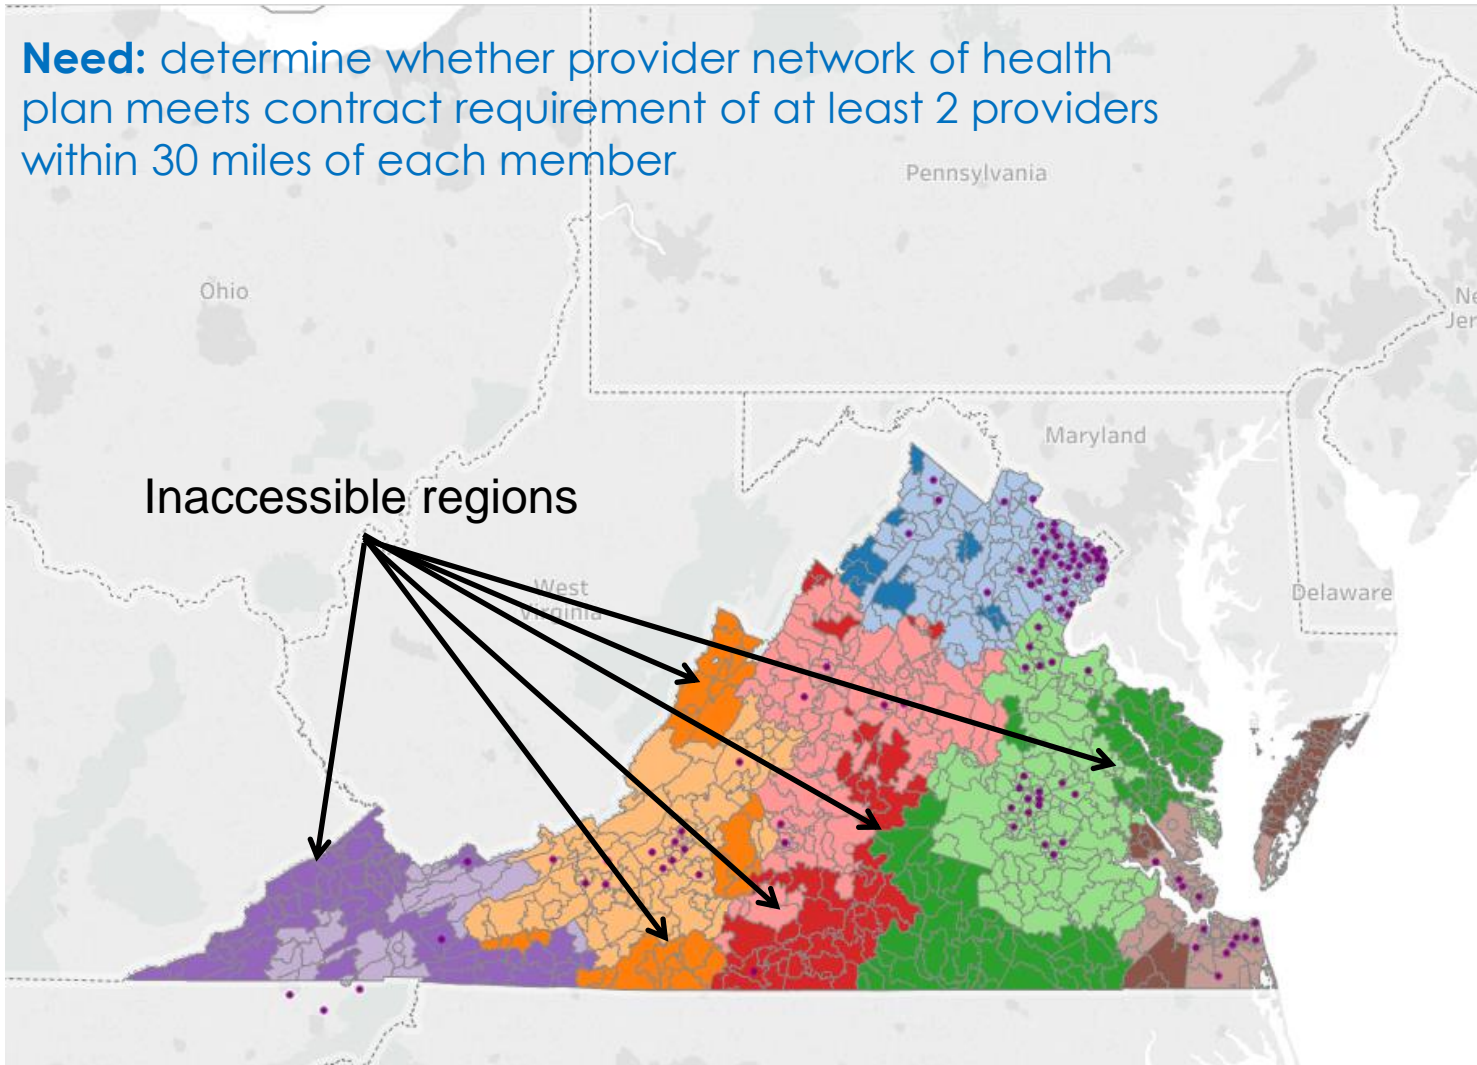 Need: determine whether provider network of health
plan meets contract requirement of at least 2 providers
within 30 miles of each member
Pennsylvania
Ohio
Ne
Jer
Maryland
Inaccessible regions
West
Virginia
Delaware